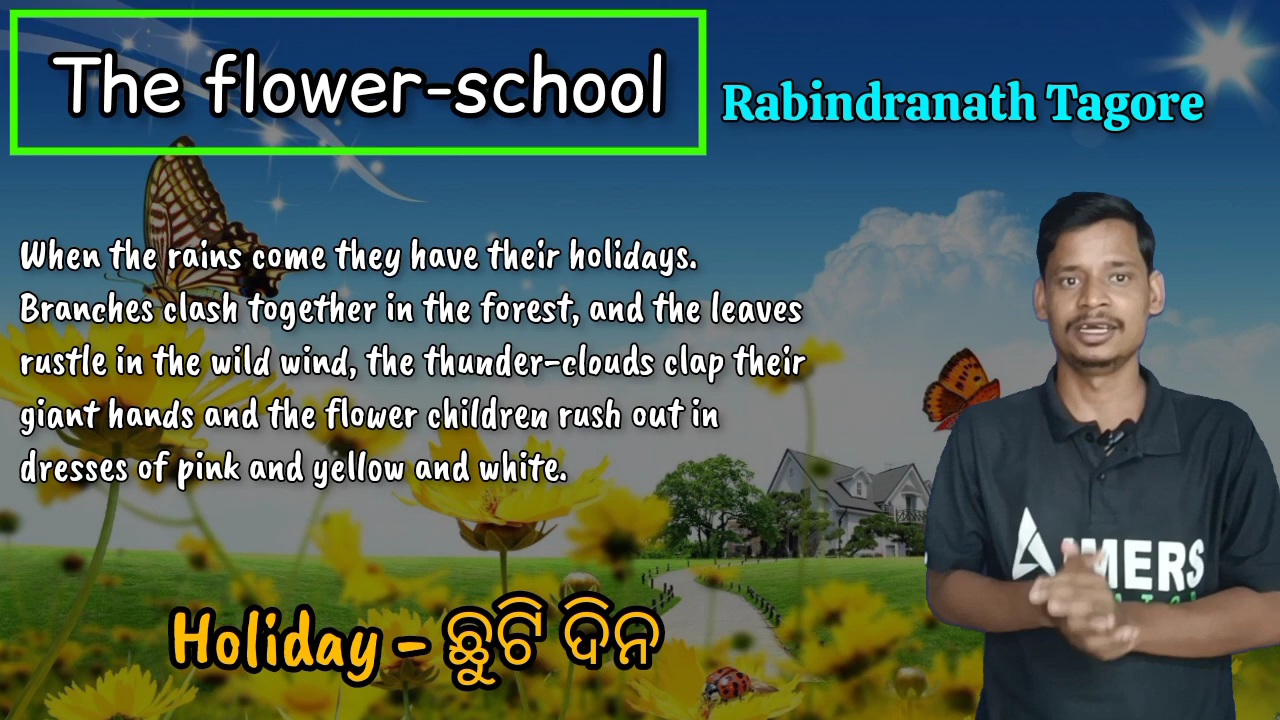 The flower-school
Rabindranath Tagore
When the rains come they have their holidays.
Branches clash together in the forest, and the leaves
rustle in the wild wind, the thunder-clouds clap their
giant hands and the flower children rush out in
dresses of pink and yellow and white.
AIMERS
Holiday - ଛୁଟି ଦିନ